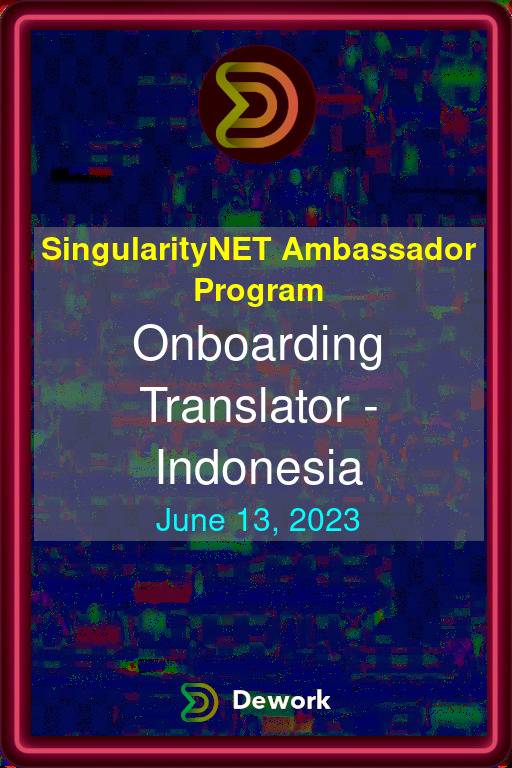 SingularityNET Ambassador
Program
Onboarding
Translator -
Indonesia
June 13, 2023
Dework